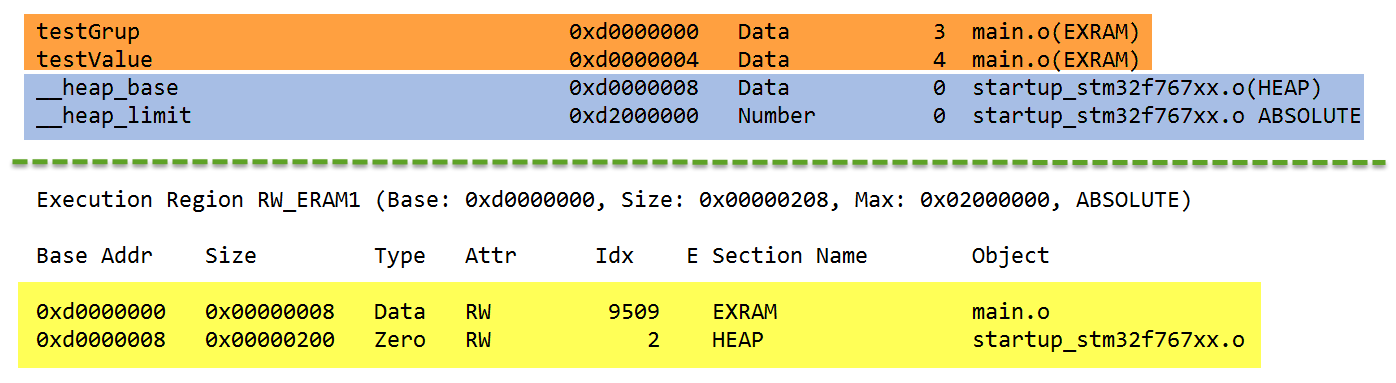 testGrup 0xd0000000 Data 3 main.o(EXRAM)
testValue 0xd0000004 Data 4 main.o(EXRAM)
__heap_base 0xd0000008 Data 0 startup_stm32f767xx.o(HEAP)
__heap_limit 0xd2000000 Number 0 startup_stm32f767xx.o ABSOLUTE
Execution Region RW_ERAM1 (Base: 0xd0000000, Size: 0x00000208, Max: 0x02000000, ABSOLUTE)
Base Addr Size Type Attr Idx E Section Name Object
0xd0000000 0x00000008 Data RW 9509 EXRAM main.o
0xd0000008 0x00000200 Zero RW 2 HEAP startup_stm32f767xx.o